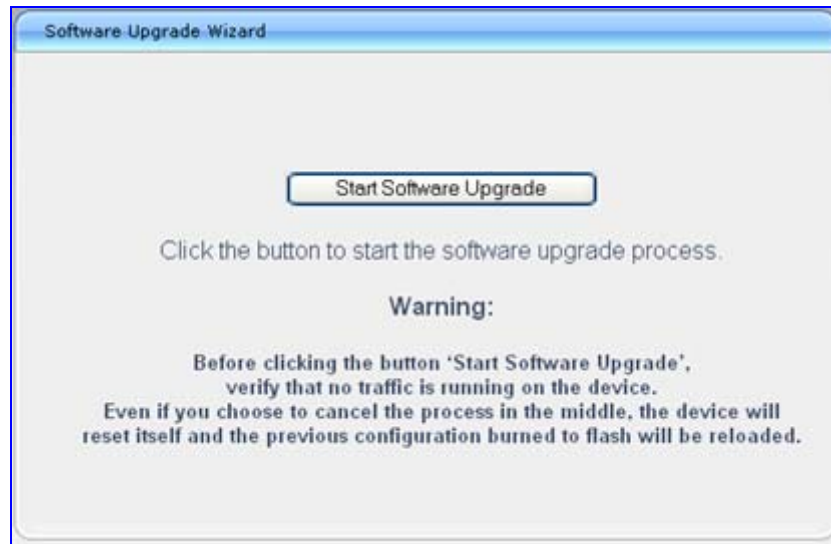 Software Upgrade Wizard
Start Software Upgrade
Click the button to start the software upgrade process.
Warning:
Before clicking the button ‘Start Software Upgrade’,
verify that no traffic is running on the device.
Even if you choose to cancel the process in the middle, the device will
reset itself and the previous configuration burned to flash will be reloaded.